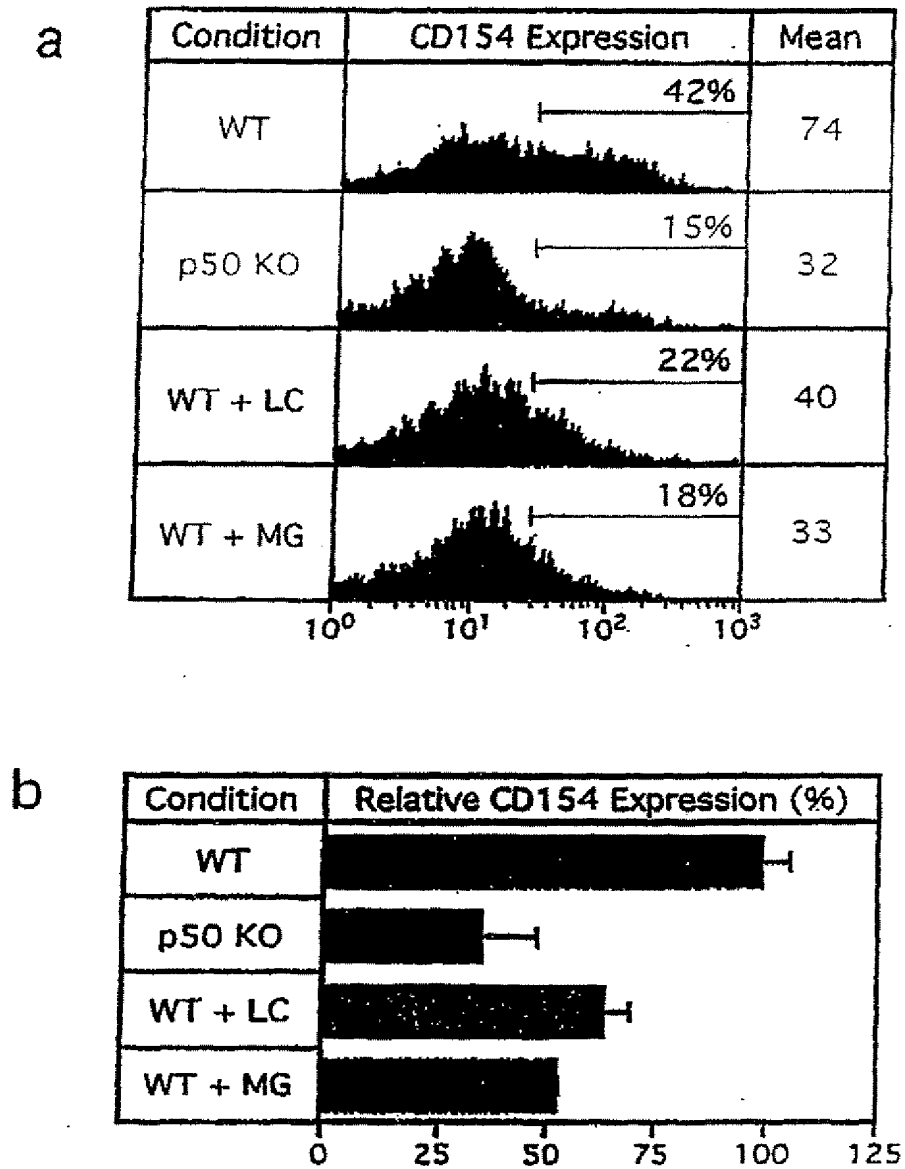 a
Condition CD154 Expression Mean
WT 42% 74
p50 KO 15% 32
WT + LC 22% 40
WT + MG 18% 33
10⁰ 10¹ 10² 10³
b
Condition Relative CD154 Expression (%)
WT
p50 KO
WT + LC
WT + MG
0 25 50 75 100 125